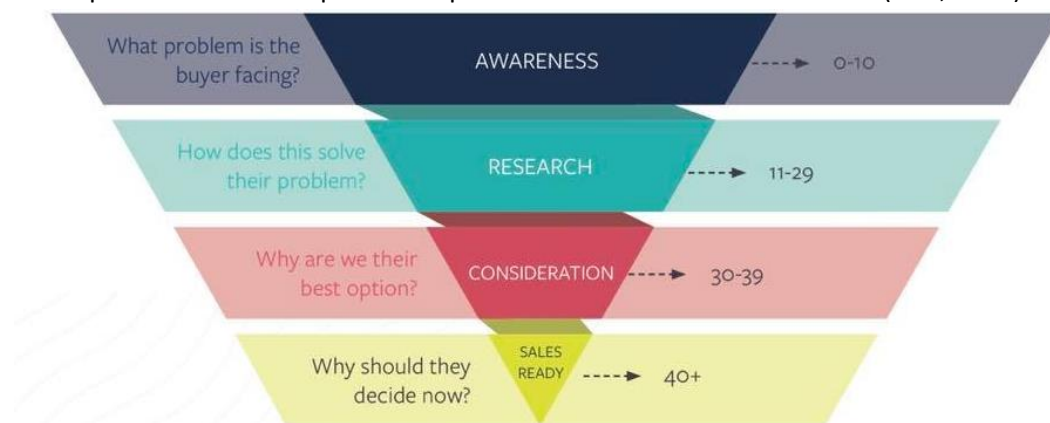 What problem is the
buyer facing?
AWARENESS
0-10
How does this solve
their problem?
RESEARCH
11-29
Why are we their
best option?
CONSIDERATION
30-39
Why should they
decide now?
SALES
READY
40+